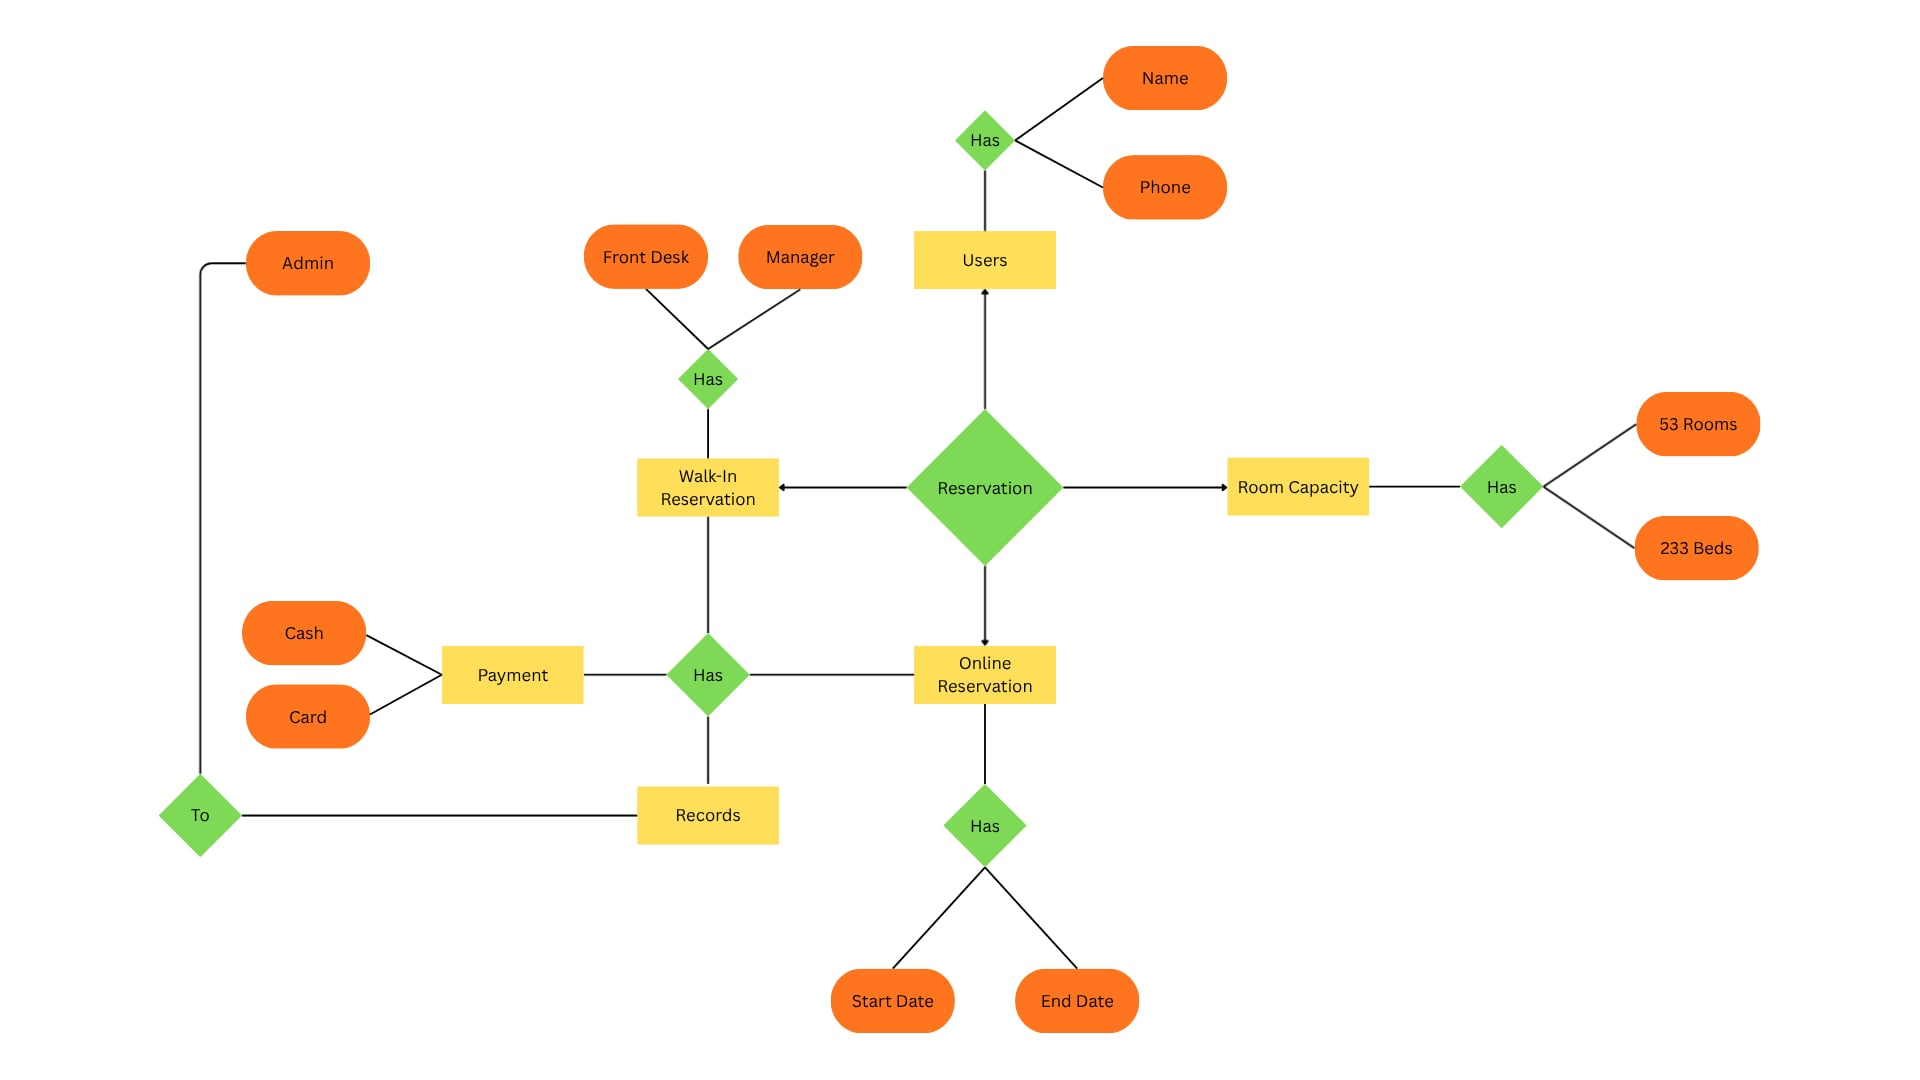 Name
Has
Phone
Admin
Front Desk
Manager
Users
Has
53 Rooms
Walk-In
Reservation
Reservation
Room Capacity
Has
233 Beds
Cash
Payment
Has
Online
Reservation
Card
To
Records
Has
Start Date
End Date